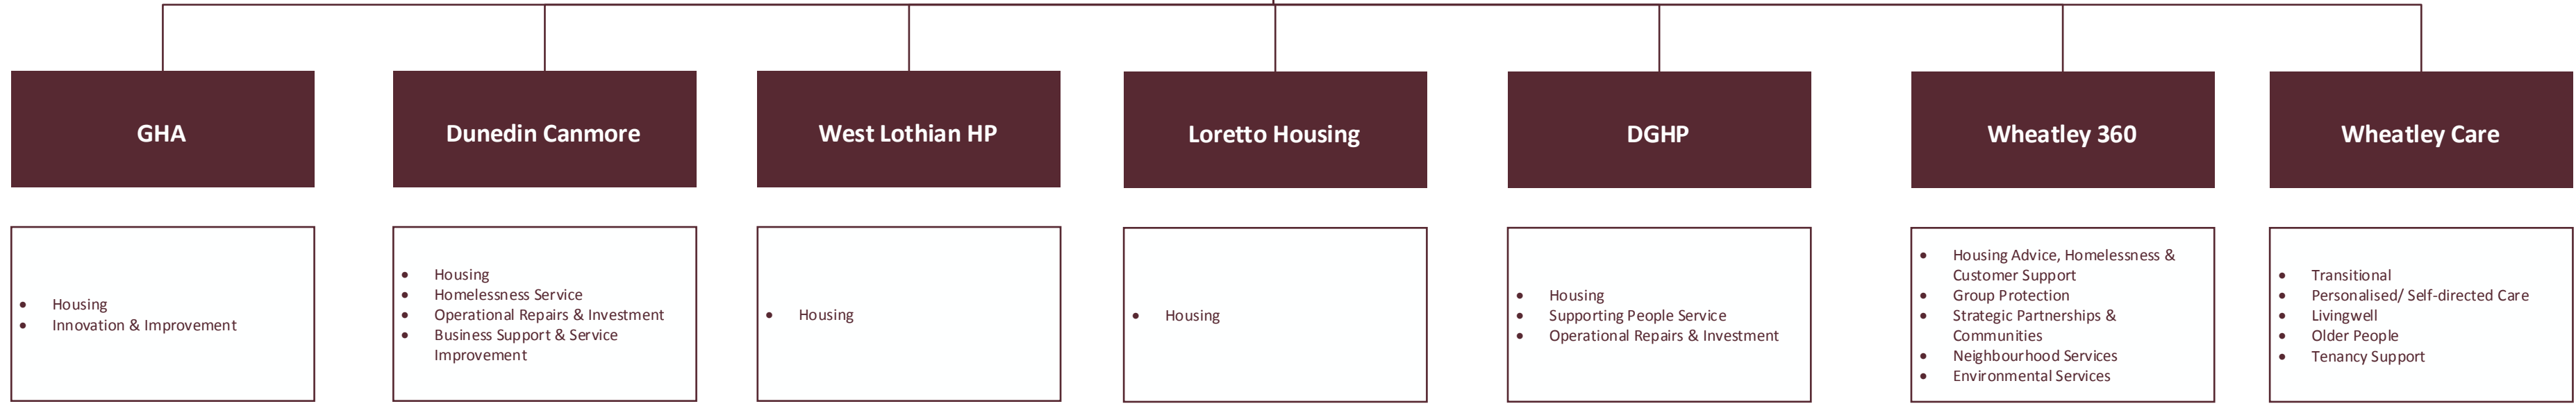 GHA
Dunedin Canmore
West Lothian HP
Loretto Housing
DGHP
Wheatley 360
Wheatley Care
• Housing
• Innovation & Improvement
• Housing
• Homelessness Service
• Operational Repairs & Investment
• Business Support & Service
Improvement
• Housing
• Housing
• Housing
• Supporting People Service
• Operational Repairs & Investment
• Housing Advice, Homelessness &
Customer Support
• Group Protection
• Strategic Partnerships &
Communities
• Neighbourhood Services
• Environmental Services
• Transitional
• Personalised/ Self-directed Care
• Livingwell
• Older People
• Tenancy Support